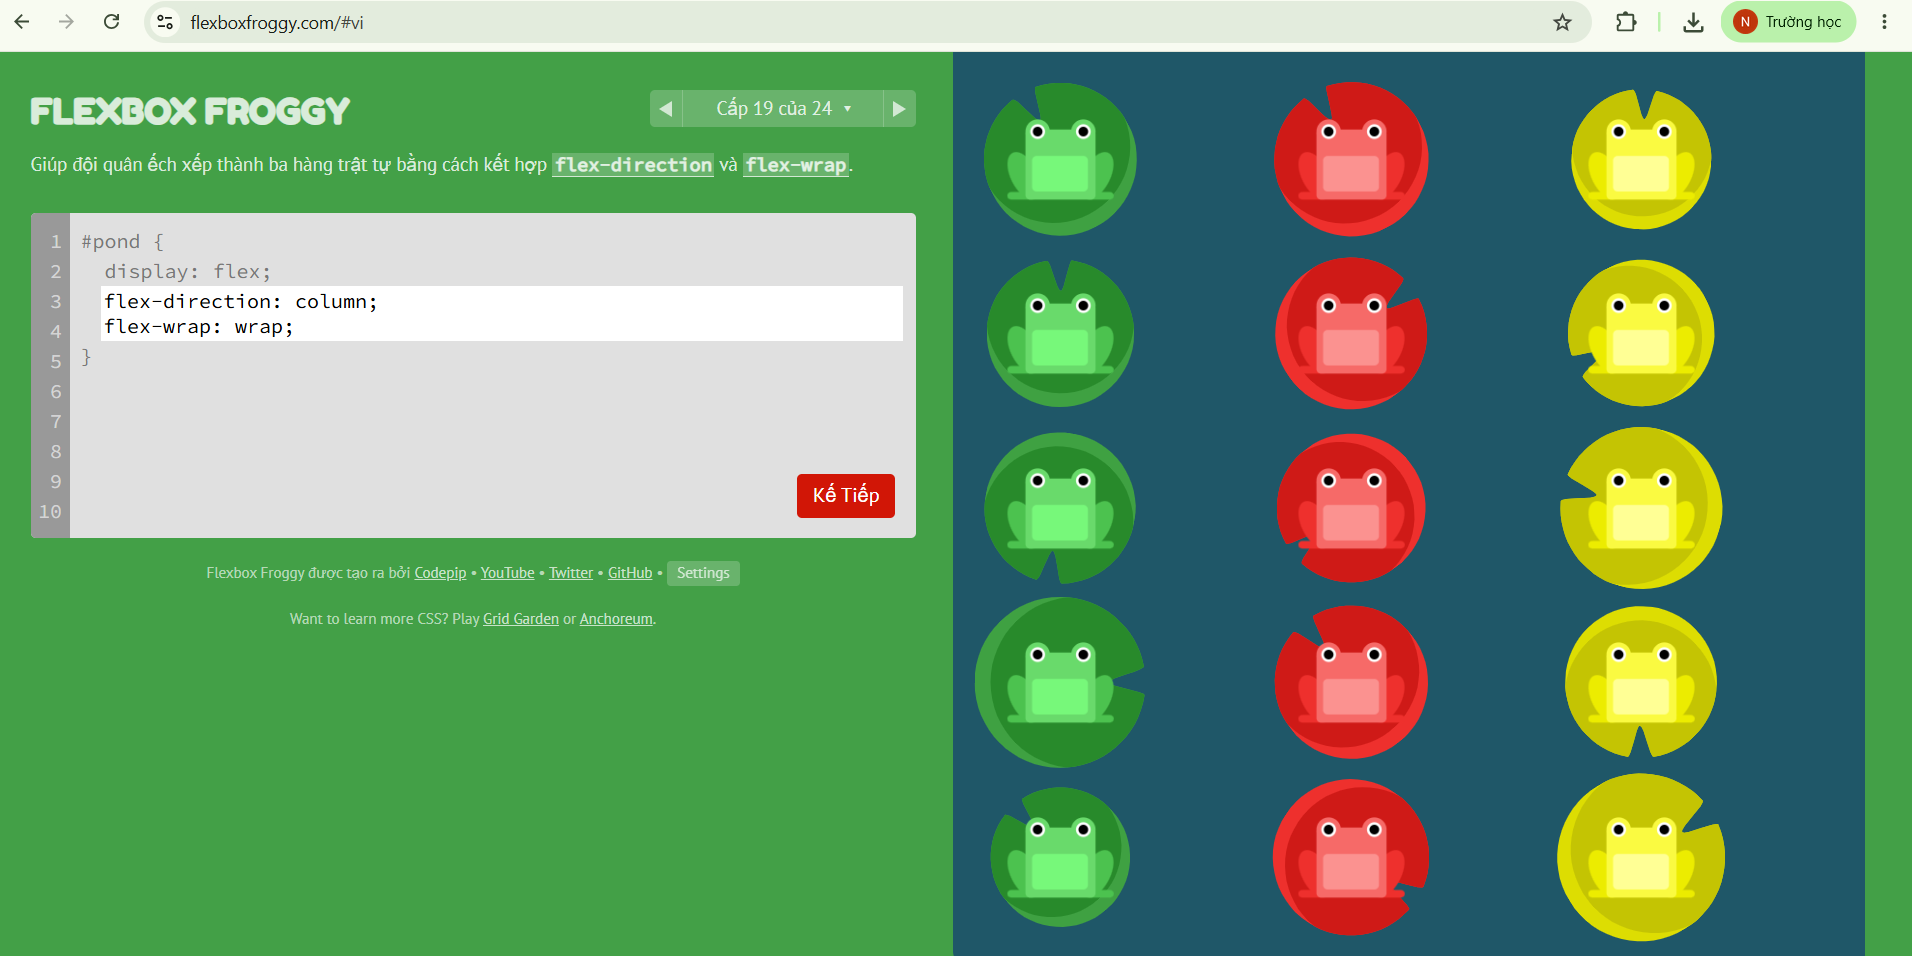 flexboxfroggy.com/#vi
N Trường học
FLEXBOX FROGGY
Cấp 19 của 24
Giúp đội quân ếch xếp thành ba hàng trật tự bằng cách kết hợp flex-direction và flex-wrap.
1 #pond {
2 display: flex;
3 flex-direction: column;
4 flex-wrap: wrap;
5 }
6
7
8
9
10
Kế Tiếp
Flexbox Froggy được tạo ra bởi Codepip • YouTube • Twitter • GitHub • Settings
Want to learn more CSS? Play Grid Garden or Anchoreum.